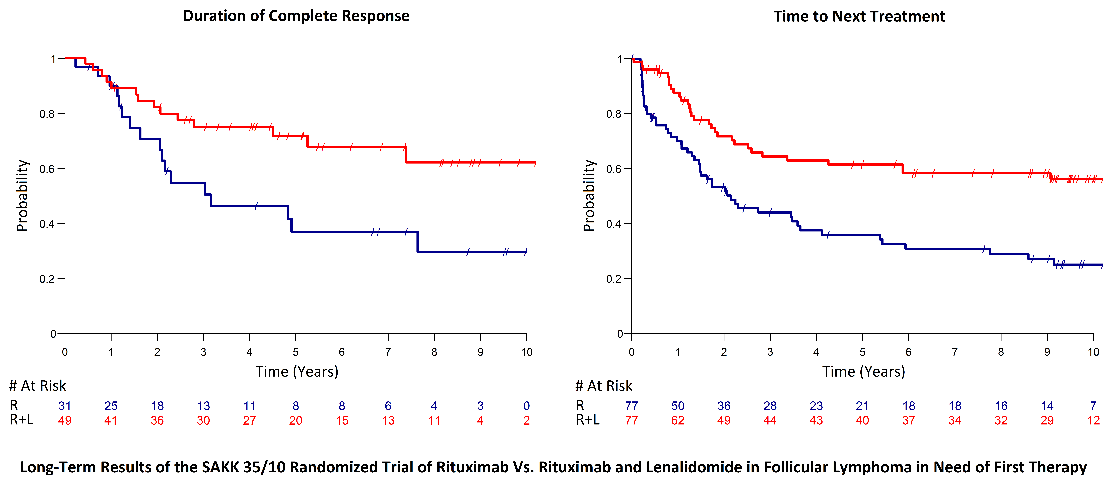 Duration of Complete Response
1
0.8
0.6
0.4
0.2
0
Probability
0 1 2 3 4 5 6 7 8 9 10
Time (Years)
# At Risk
R 31 25 18 13 11 8 8 6 4 3 0
R+L 49 41 36 30 27 20 15 13 11 4 2
Time to Next Treatment
1
0.8
0.6
0.4
0.2
0
Probability
0 1 2 3 4 5 6 7 8 9 10
Time (Years)
# At Risk
R 77 50 36 28 23 21 18 18 16 14 7
R+L 77 62 49 44 43 40 37 34 32 29 12
Long-Term Results of the SAKK 35/10 Randomized Trial of Rituximab Vs. Rituximab and Lenalidomide in Follicular Lymphoma in Need of First Therapy